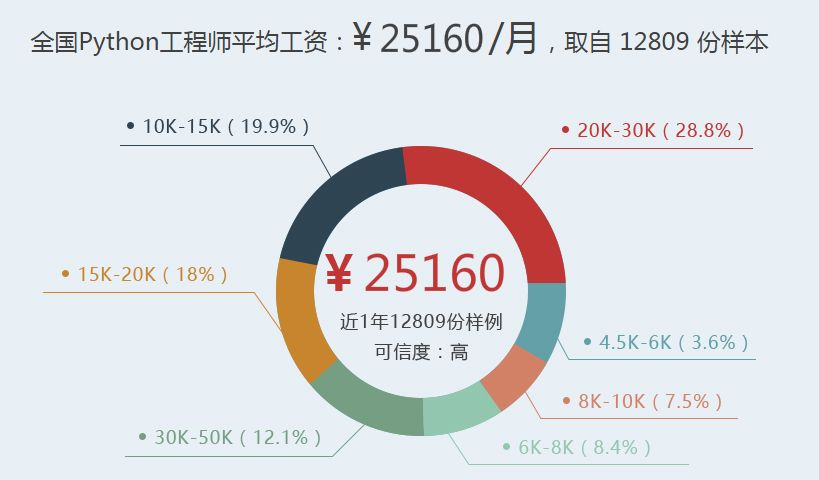 全国Python工程师平均工资：¥ 25160 /月，取自 12809 份样本
10K-15K ( 19.9% )
20K-30K ( 28.8% )
15K-20K ( 18% )
¥ 25160
近1年12809份样例
可信度：高
4.5K-6K ( 3.6% )
8K-10K ( 7.5% )
30K-50K ( 12.1% )
6K-8K ( 8.4% )